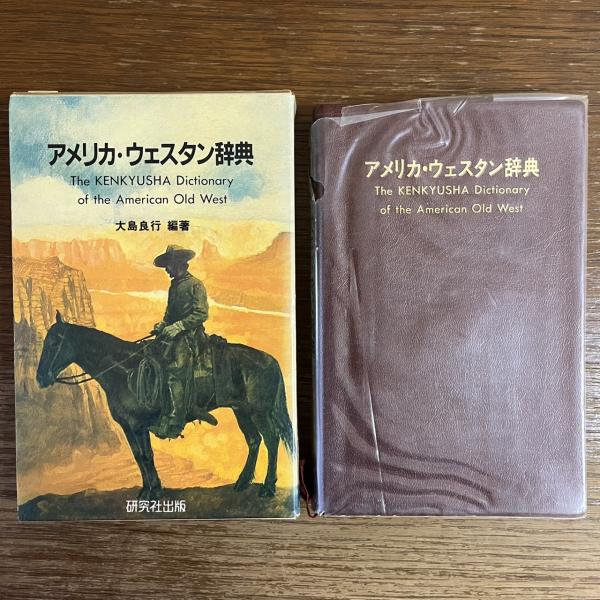 アメリカ・ウェスタン辞典
The KENKYUSHA Dictionary
of the American Old West
大島良行 編著
研究社出版
アメリカ・ウェスタン辞典
The KENKYUSHA Dictionary
of the American Old West